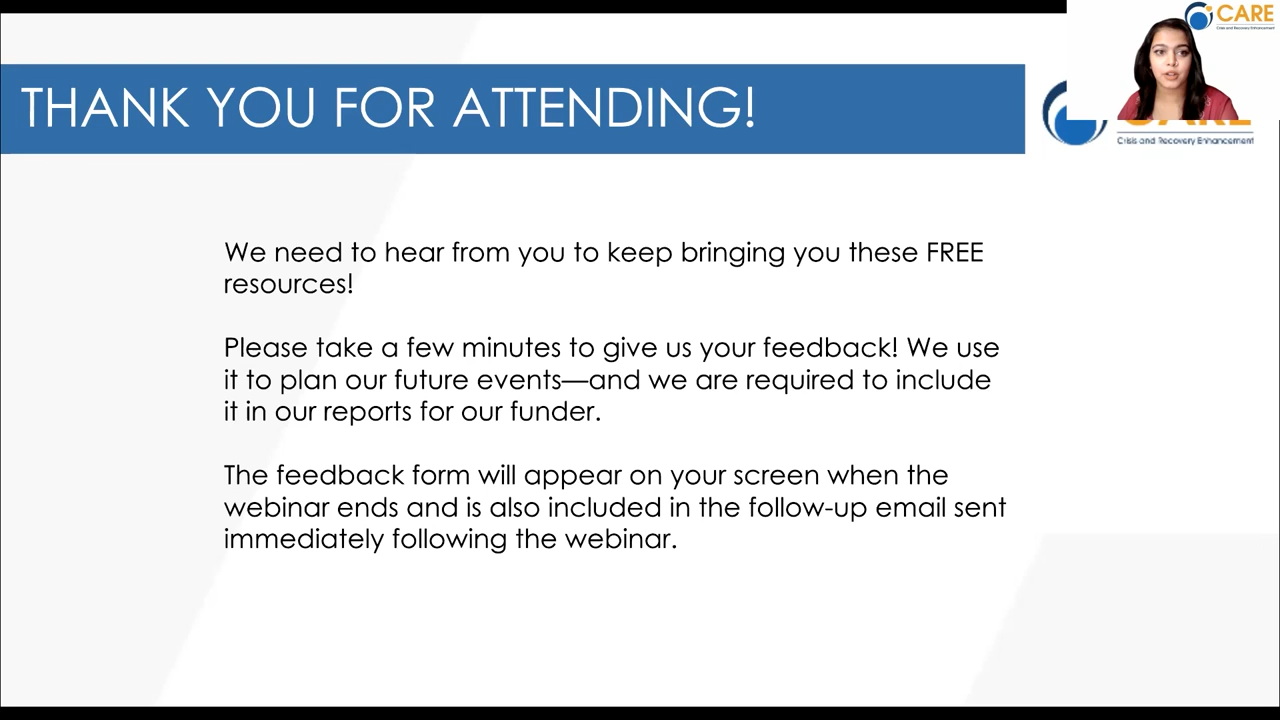 CARE
Crisis and Recovery Enhancement
THANK YOU FOR ATTENDING!
Crisis and Recovery Enhancement
We need to hear from you to keep bringing you these FREE
resources!
Please take a few minutes to give us your feedback! We use
it to plan our future events—and we are required to include
it in our reports for our funder.
The feedback form will appear on your screen when the
webinar ends and is also included in the follow-up email sent
immediately following the webinar.